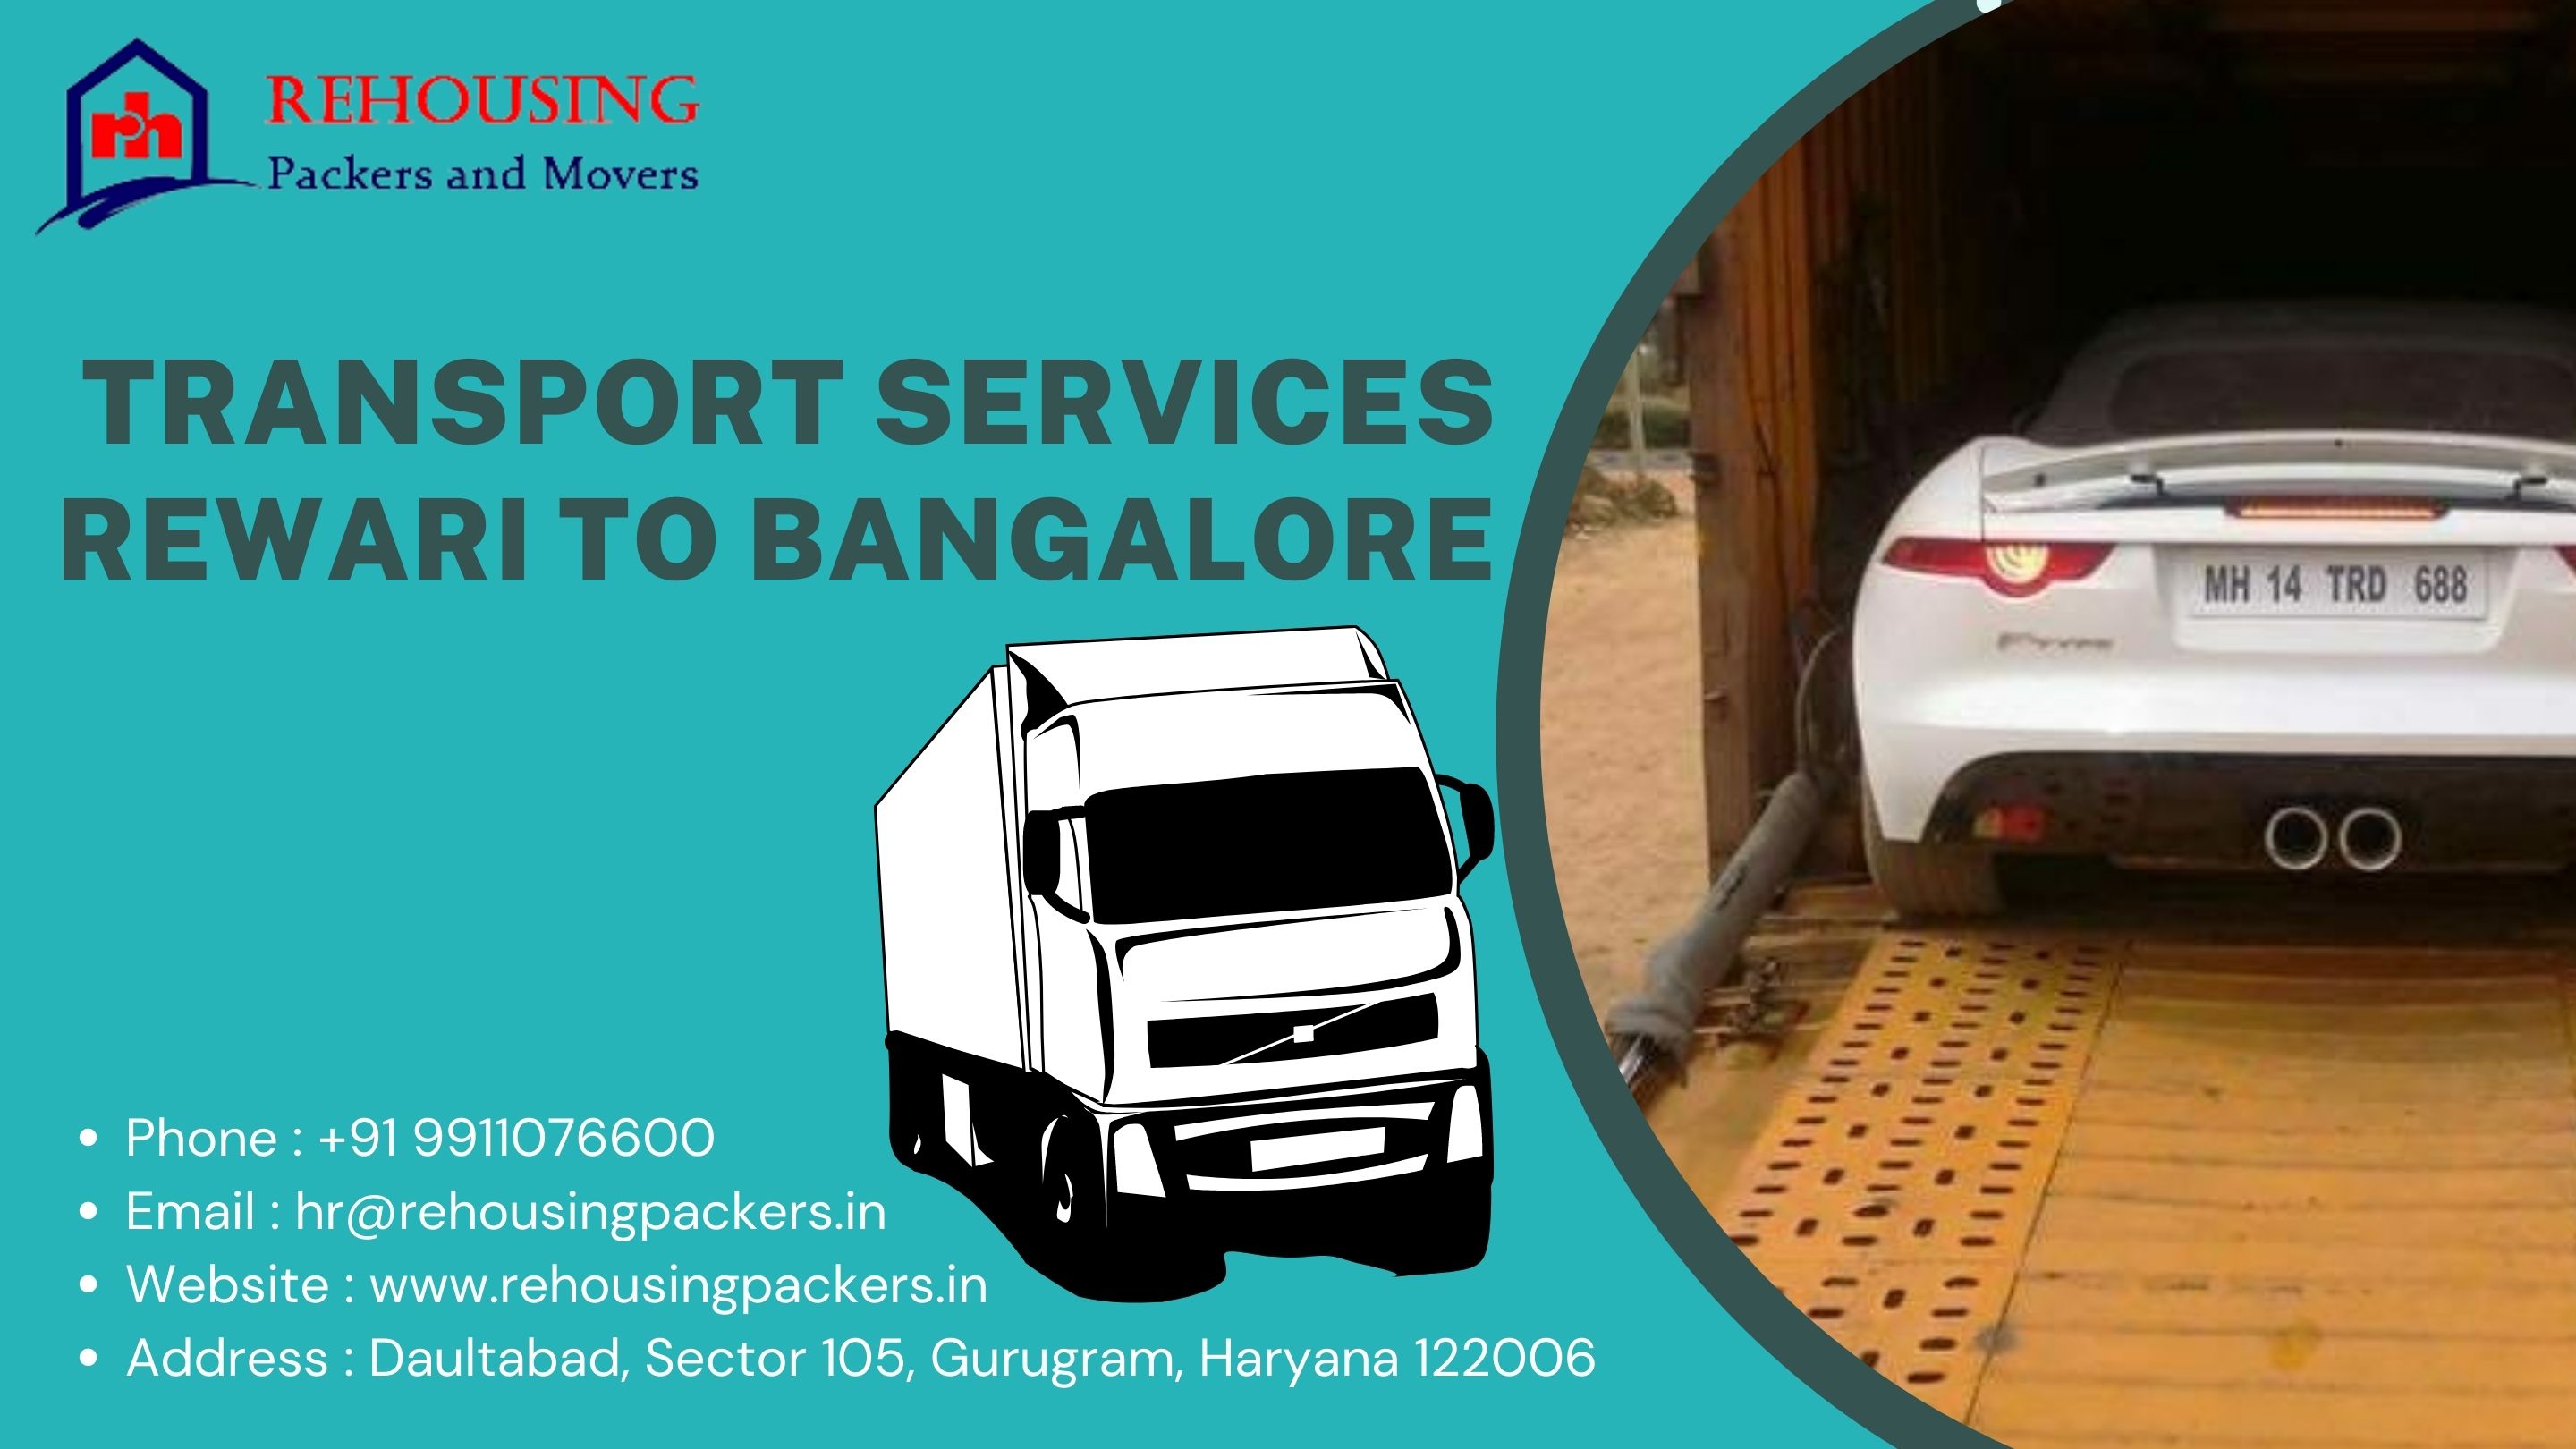 REHOUSING
Packers and Movers
TRANSPORT SERVICES
REWARI TO BANGALORE
MH 14 TRD 688
• Phone : +91 9911076600
• Email : hr@rehousingpackers.in
• Website : www.rehousingpackers.in
• Address : Daultabad, Sector 105, Gurugram, Haryana 122006